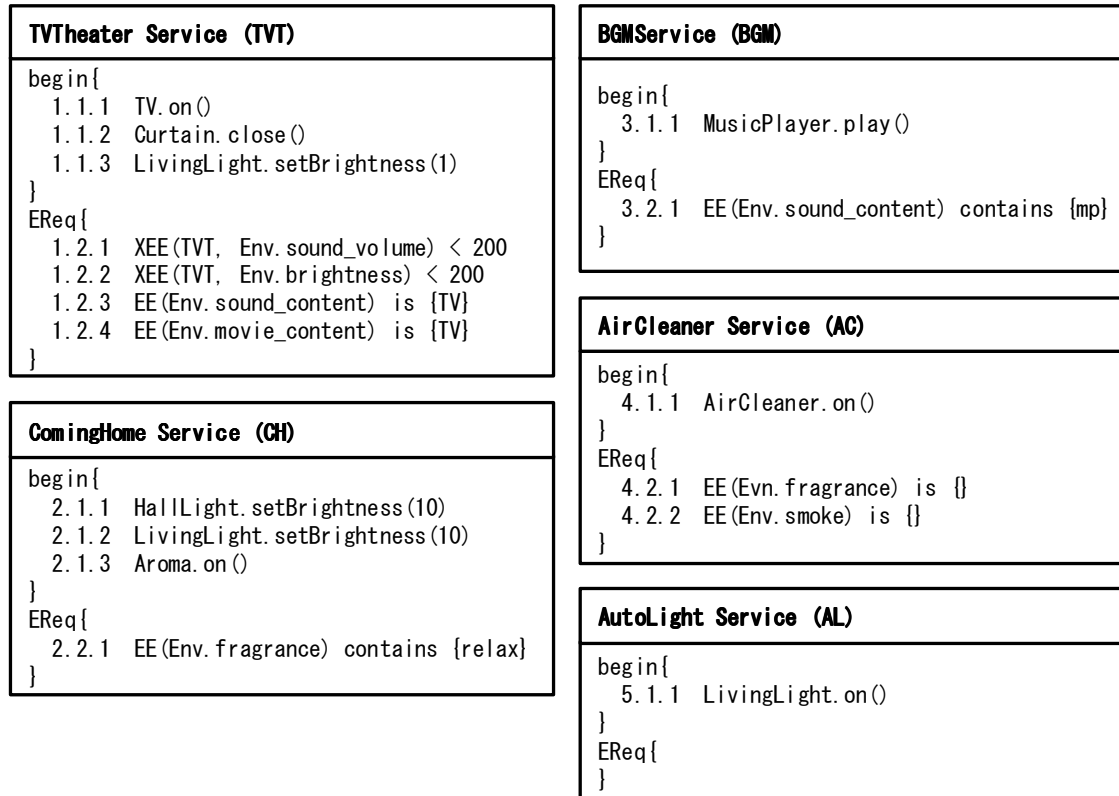 TVTheater Service (TVT)
begin{
1.1.1 TV.on()
1.1.2 Curtain.close()
1.1.3 LivingLight.setBrightness(1)
}
EReq{
1.2.1 XEE(TVT, Env.sound_volume) < 200
1.2.2 XEE(TVT, Env.brightness) < 200
1.2.3 EE(Env.sound_content) is {TV}
1.2.4 EE(Env.movie_content) is {TV}
}
ComingHome Service (CH)
begin{
2.1.1 HallLight.setBrightness(10)
2.1.2 LivingLight.setBrightness(10)
2.1.3 Aroma.on()
}
EReq{
2.2.1 EE(Env.fragrance) contains {relax}
}
BGMService (BGM)
begin{
3.1.1 MusicPlayer.play()
}
EReq{
3.2.1 EE(Env.sound_content) contains {mp}
}
AirCleaner Service (AC)
begin{
4.1.1 AirCleaner.on()
}
EReq{
4.2.1 EE(Evn.fragrance) is {}
4.2.2 EE(Env.smoke) is {}
}
AutoLight Service (AL)
begin{
5.1.1 LivingLight.on()
}
EReq{
}